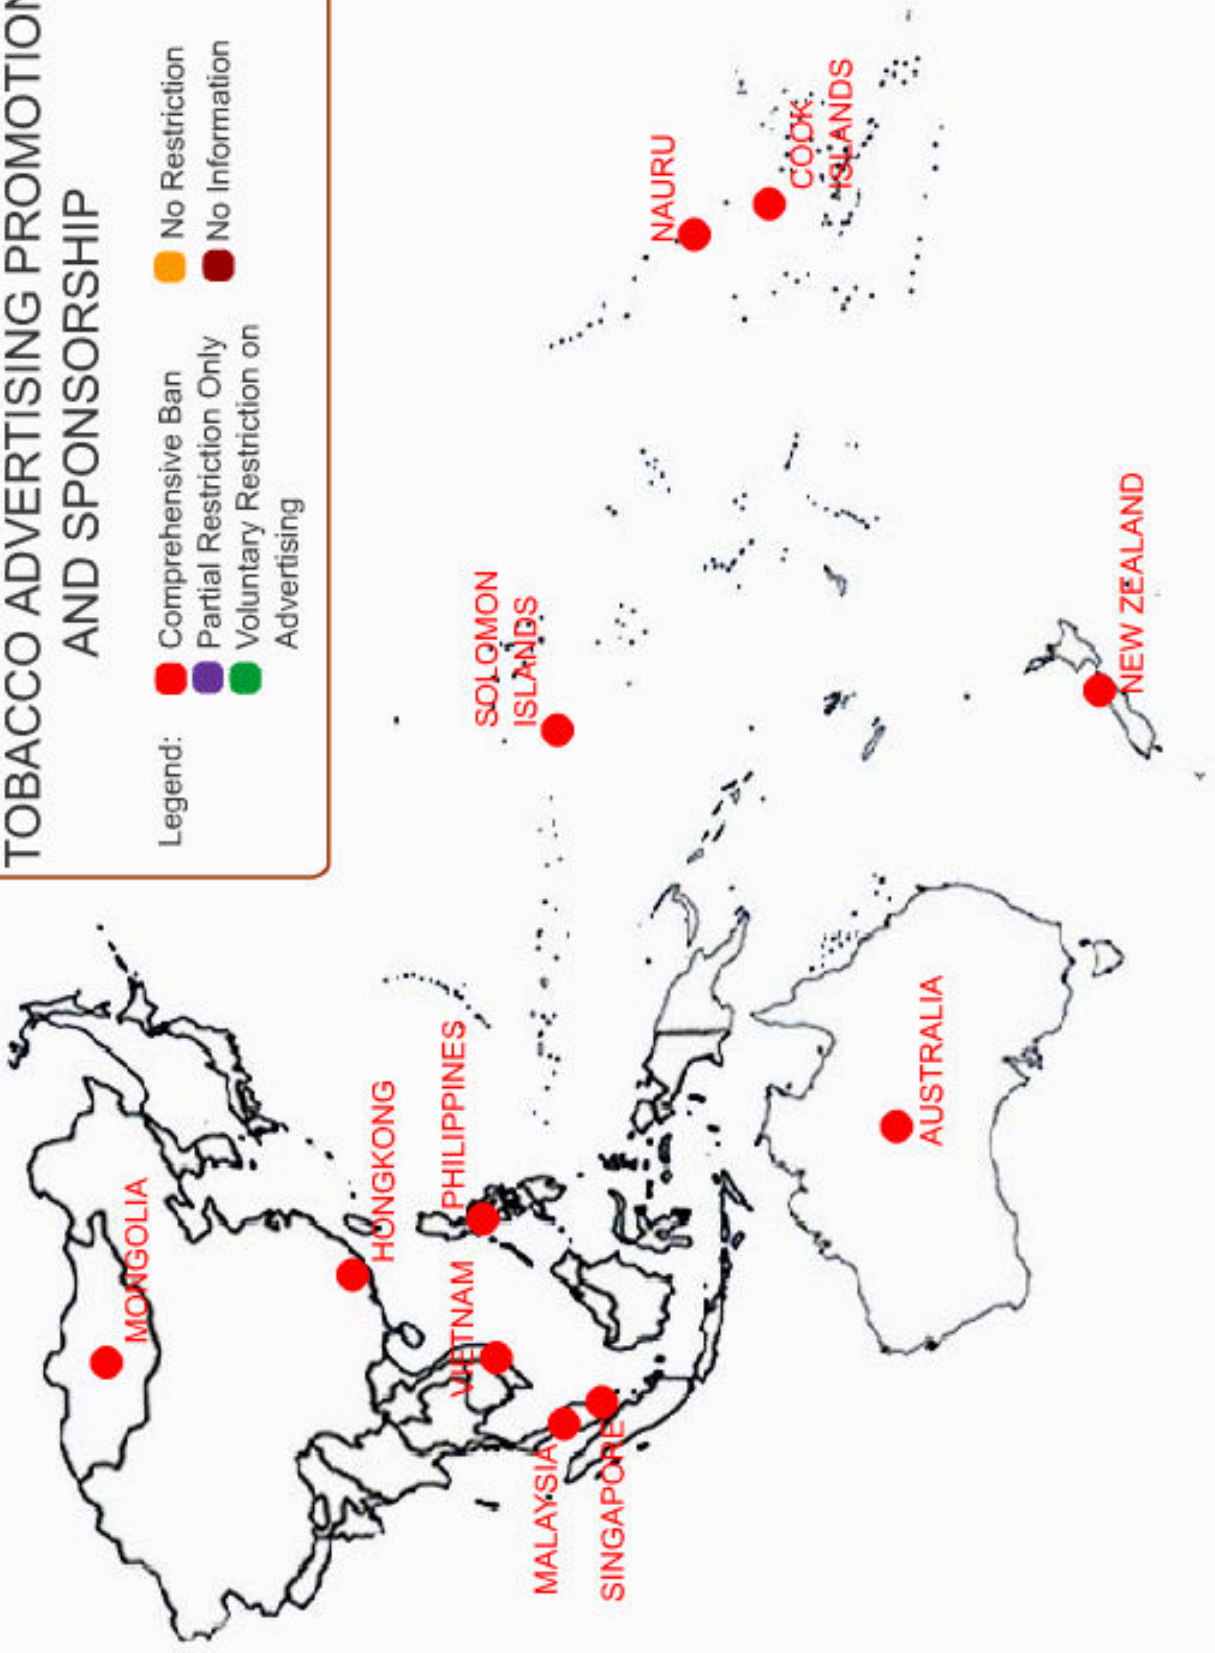 TOBACCO ADVERTISING PROMOTION
AND SPONSORSHIP
Legend:
Comprehensive Ban
Partial Restriction Only
Voluntary Restriction on
Advertising
No Restriction
No Information
MONGOLIA
HONGKONG
PHILIPPINES
VIETNAM
MALAYSIA
SINGAPORE
SOLOMON
ISLANDS
NAURU
COOK
ISLANDS
AUSTRALIA
NEW ZEALAND